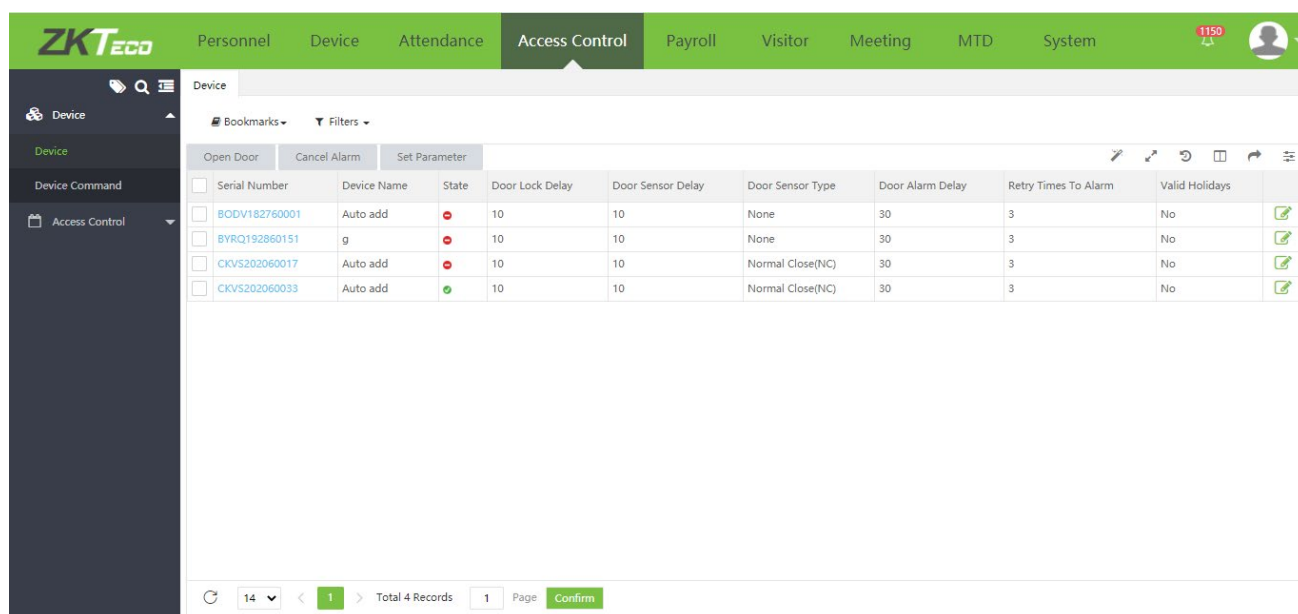 ZKTeco Personnel Device Attendance Access Control Payroll Visitor Meeting MTD System 1150
Device
Device
Bookmarks Filters
Device
Open Door Cancel Alarm Set Parameter
Device Command
Serial Number Device Name State Door Lock Delay Door Sensor Delay Door Sensor Type Door Alarm Delay Retry Times To Alarm Valid Holidays
Access Control
BODV182760001 Auto add 10 10 None 30 3 No
BYRQ192860151 g 10 10 None 30 3 No
CKVS202060017 Auto add 10 10 Normal Close(NC) 30 3 No
CKVS202060033 Auto add 10 10 Normal Close(NC) 30 3 No
14 < 1 > Total 4 Records 1 Page Confirm